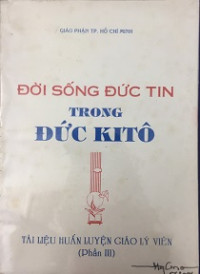 GIÁO PHẬN TP. HỒ CHÍ MINH
ĐỜI SỐNG ĐỨC TIN
TRONG
ĐỨC KITÔ
TÀI LIỆU HUẤN LUYỆN GIÁO LÝ VIÊN
(Phần III)